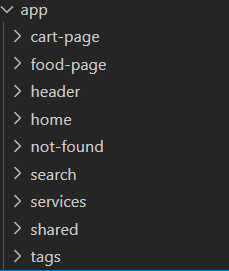 app
cart-page
food-page
header
home
not-found
search
services
shared
tags